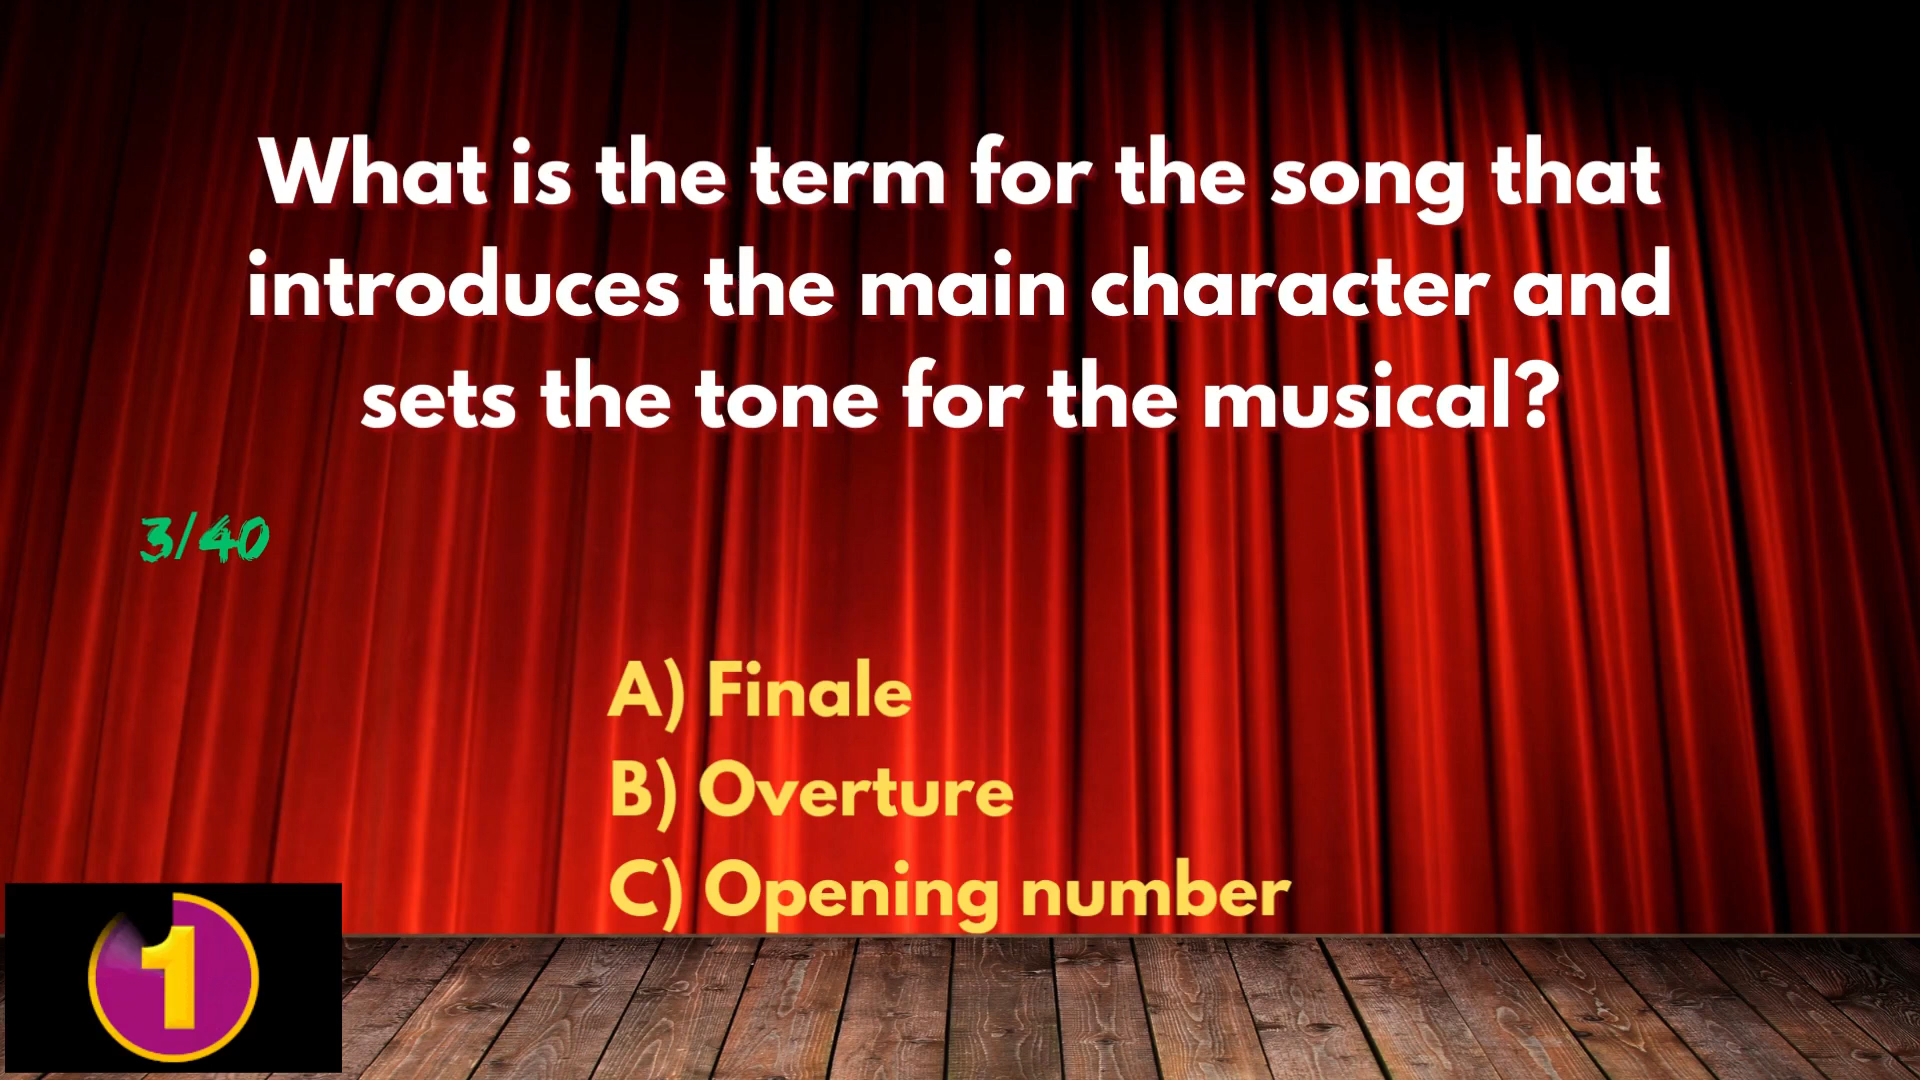 What is the term for the song that
introduces the main character and
sets the tone for the musical?
3/40
A) Finale
B) Overture
C) Opening number
1